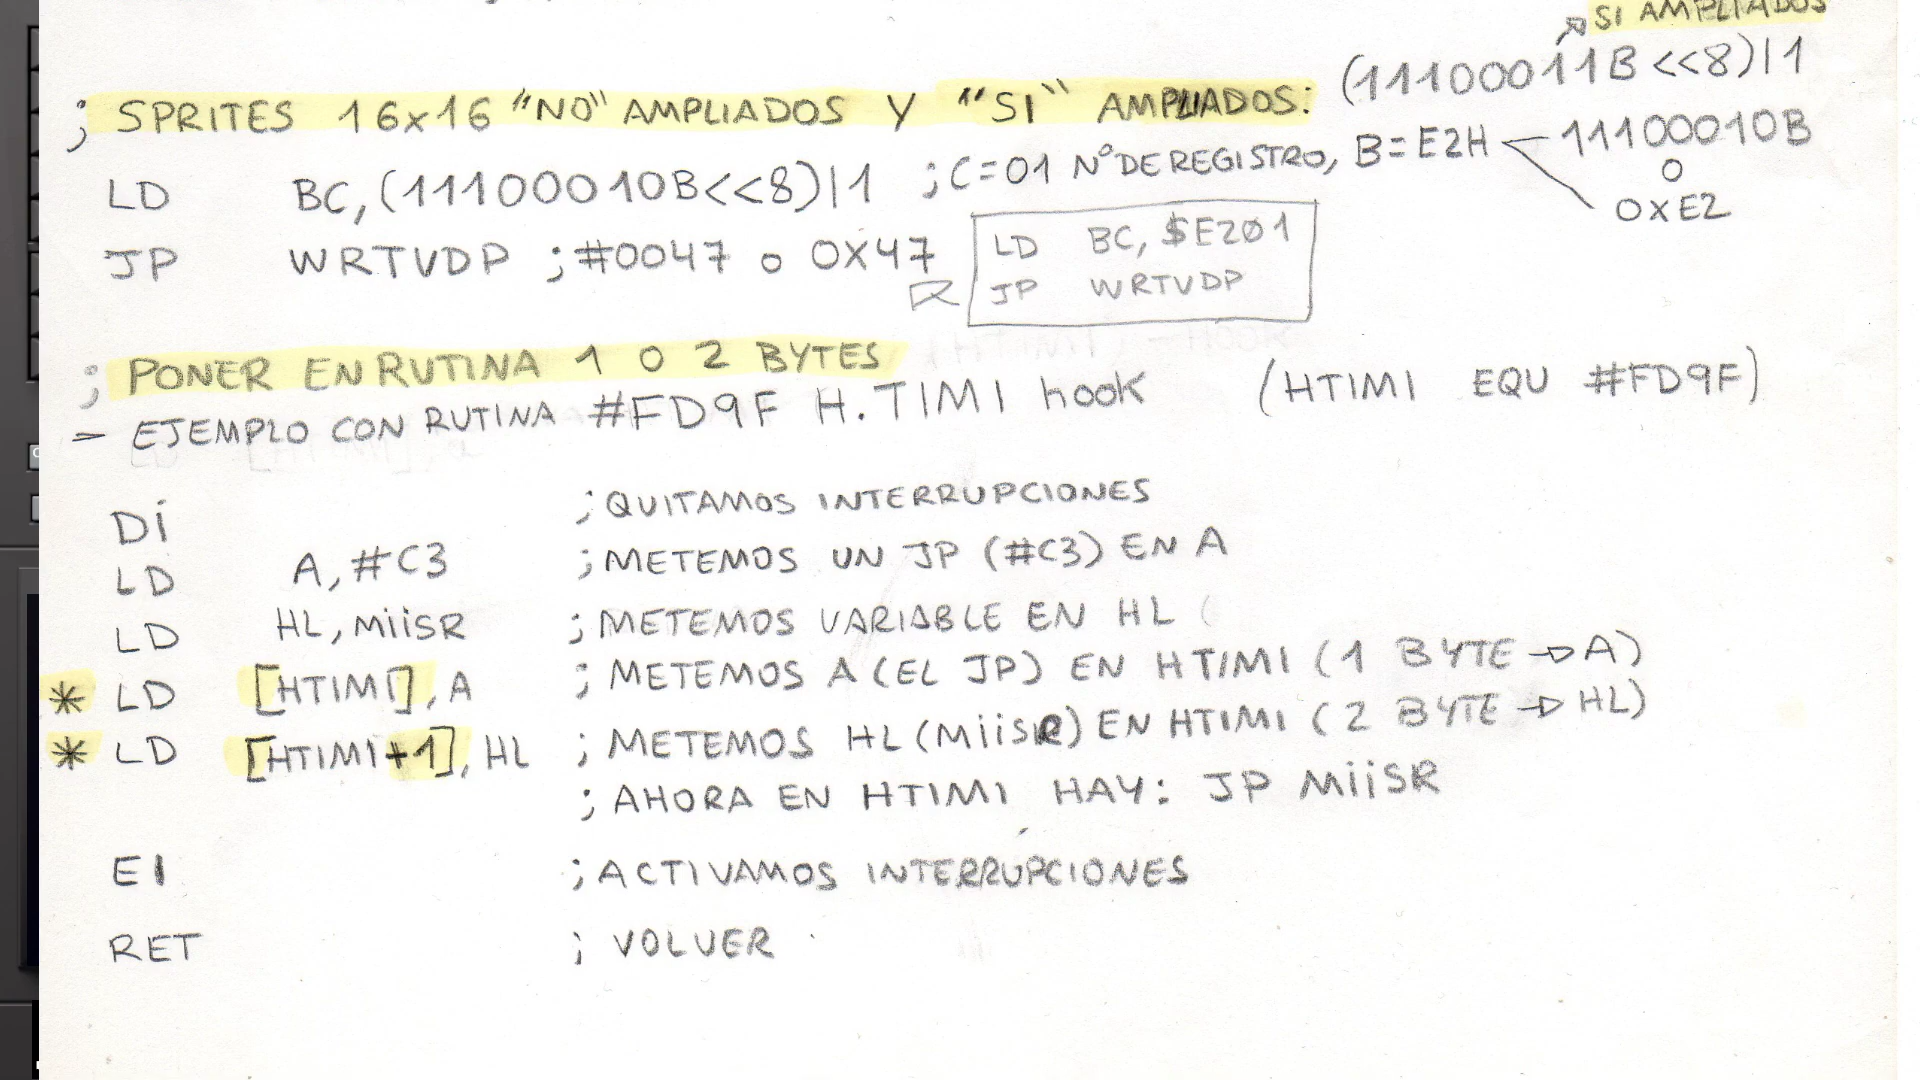 SI AMPLIADOS
(11100011B<<8)|1
; SPRITES 16x16 "NO" AMPLIADOS Y "SI" AMPLIADOS:
LD BC,(11100010B<<8)|1 ;C=01 Nº DE REGISTRO, B=E2H 11100010B
O
0XE2
JP WRTVDP ;#0047 o 0X47
LD BC, $E201
JP WRTVDP
; PONER EN RUTINA 1 O 2 BYTES
- EJEMPLO CON RUTINA #FD9F H.TIMI hook (HTIMI EQU #FD9F)
Di ;QUITAMOS INTERRUPCIONES
LD A,#C3 ;METEMOS UN JP (#C3) EN A
LD HL,MiiSR ;METEMOS VARIABLE EN HL (
* LD [HTIMI],A ; METEMOS A (EL JP) EN HTIMI (1 BYTE → A)
* LD [HTIMI+1],HL ; METEMOS HL (MiiSR) EN HTIMI (2 BYTE → HL)
; AHORA EN HTIMI HAY: JP MiiSR
EI ;ACTIVAMOS INTERRUPCIONES
RET ; VOLVER